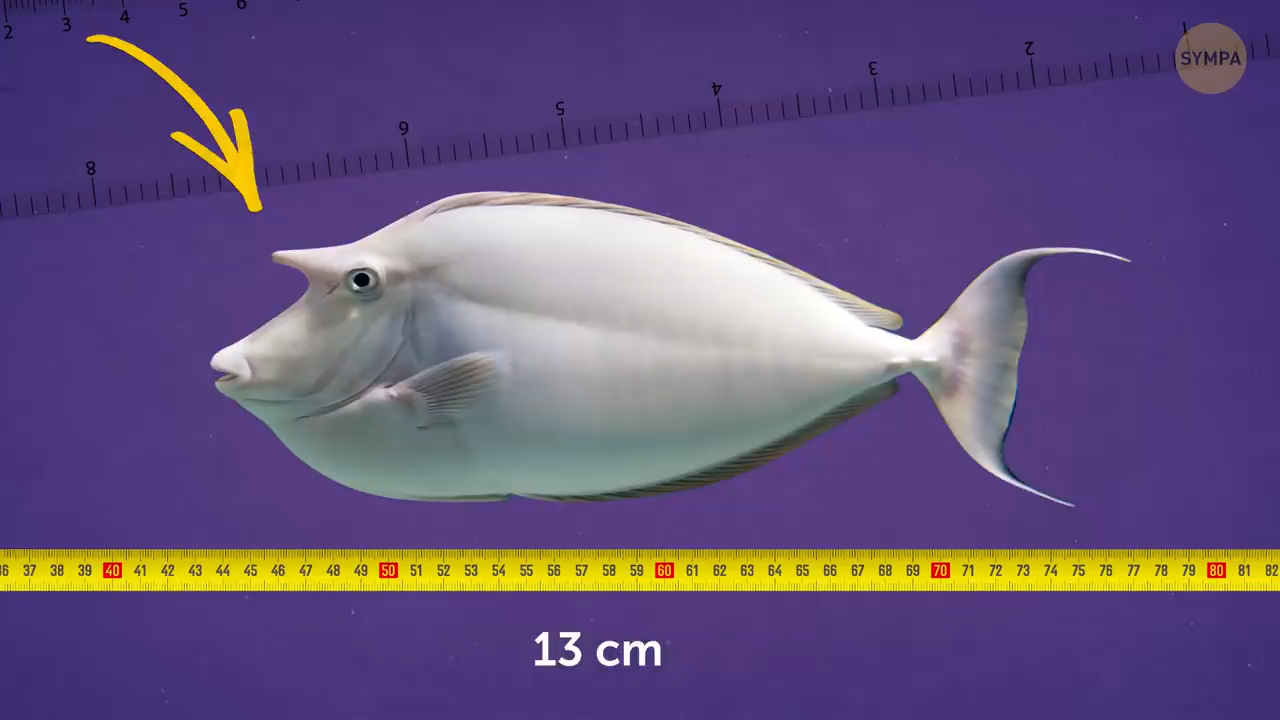 2 3 4 5 6
SYMPA
8 6 5 4 3 2
37 38 39 40 41 42 43 44 45 46 47 48 49 50 51 52 53 54 55 56 57 58 59 60 61 62 63 64 65 66 67 68 69 70 71 72 73 74 75 76 77 78 79 80 81 82
13 cm